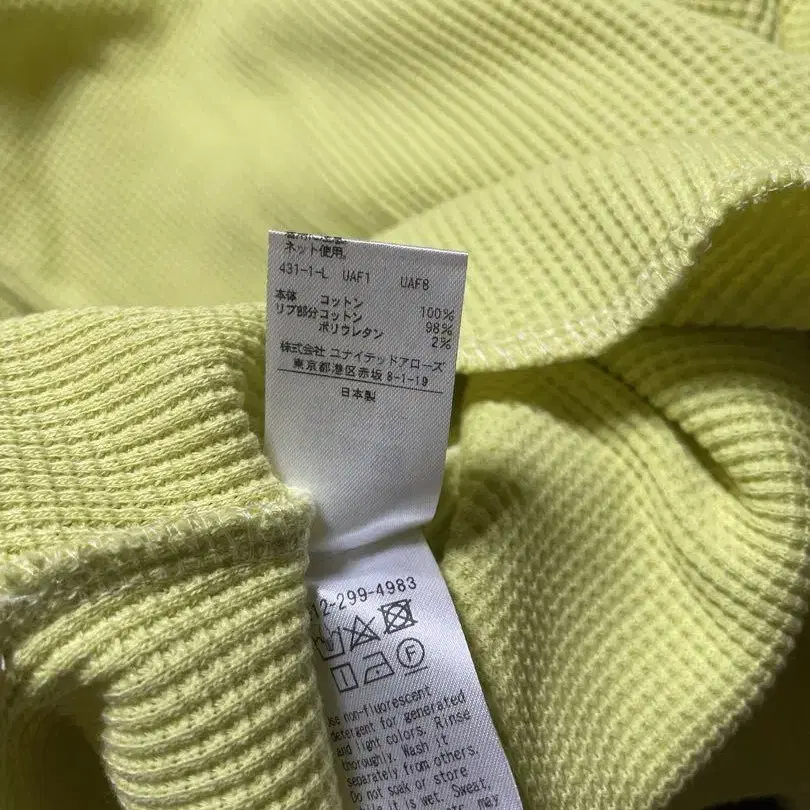 ネット使用。
431-1-L UAF1 UAF8
本体 コットン 100%
リブ部分コットン 98%
ポリウレタン 2%
株式会社 ユナイテッドアローズ
東京都港区赤坂 8-1-19
日本製
12-299-4983
F
non-fluorescent
detergent for generated
and light colors. Rinse
thoroughly. Wash it
separately from others.
Do not soak or store
it is wet. Sweat,
may